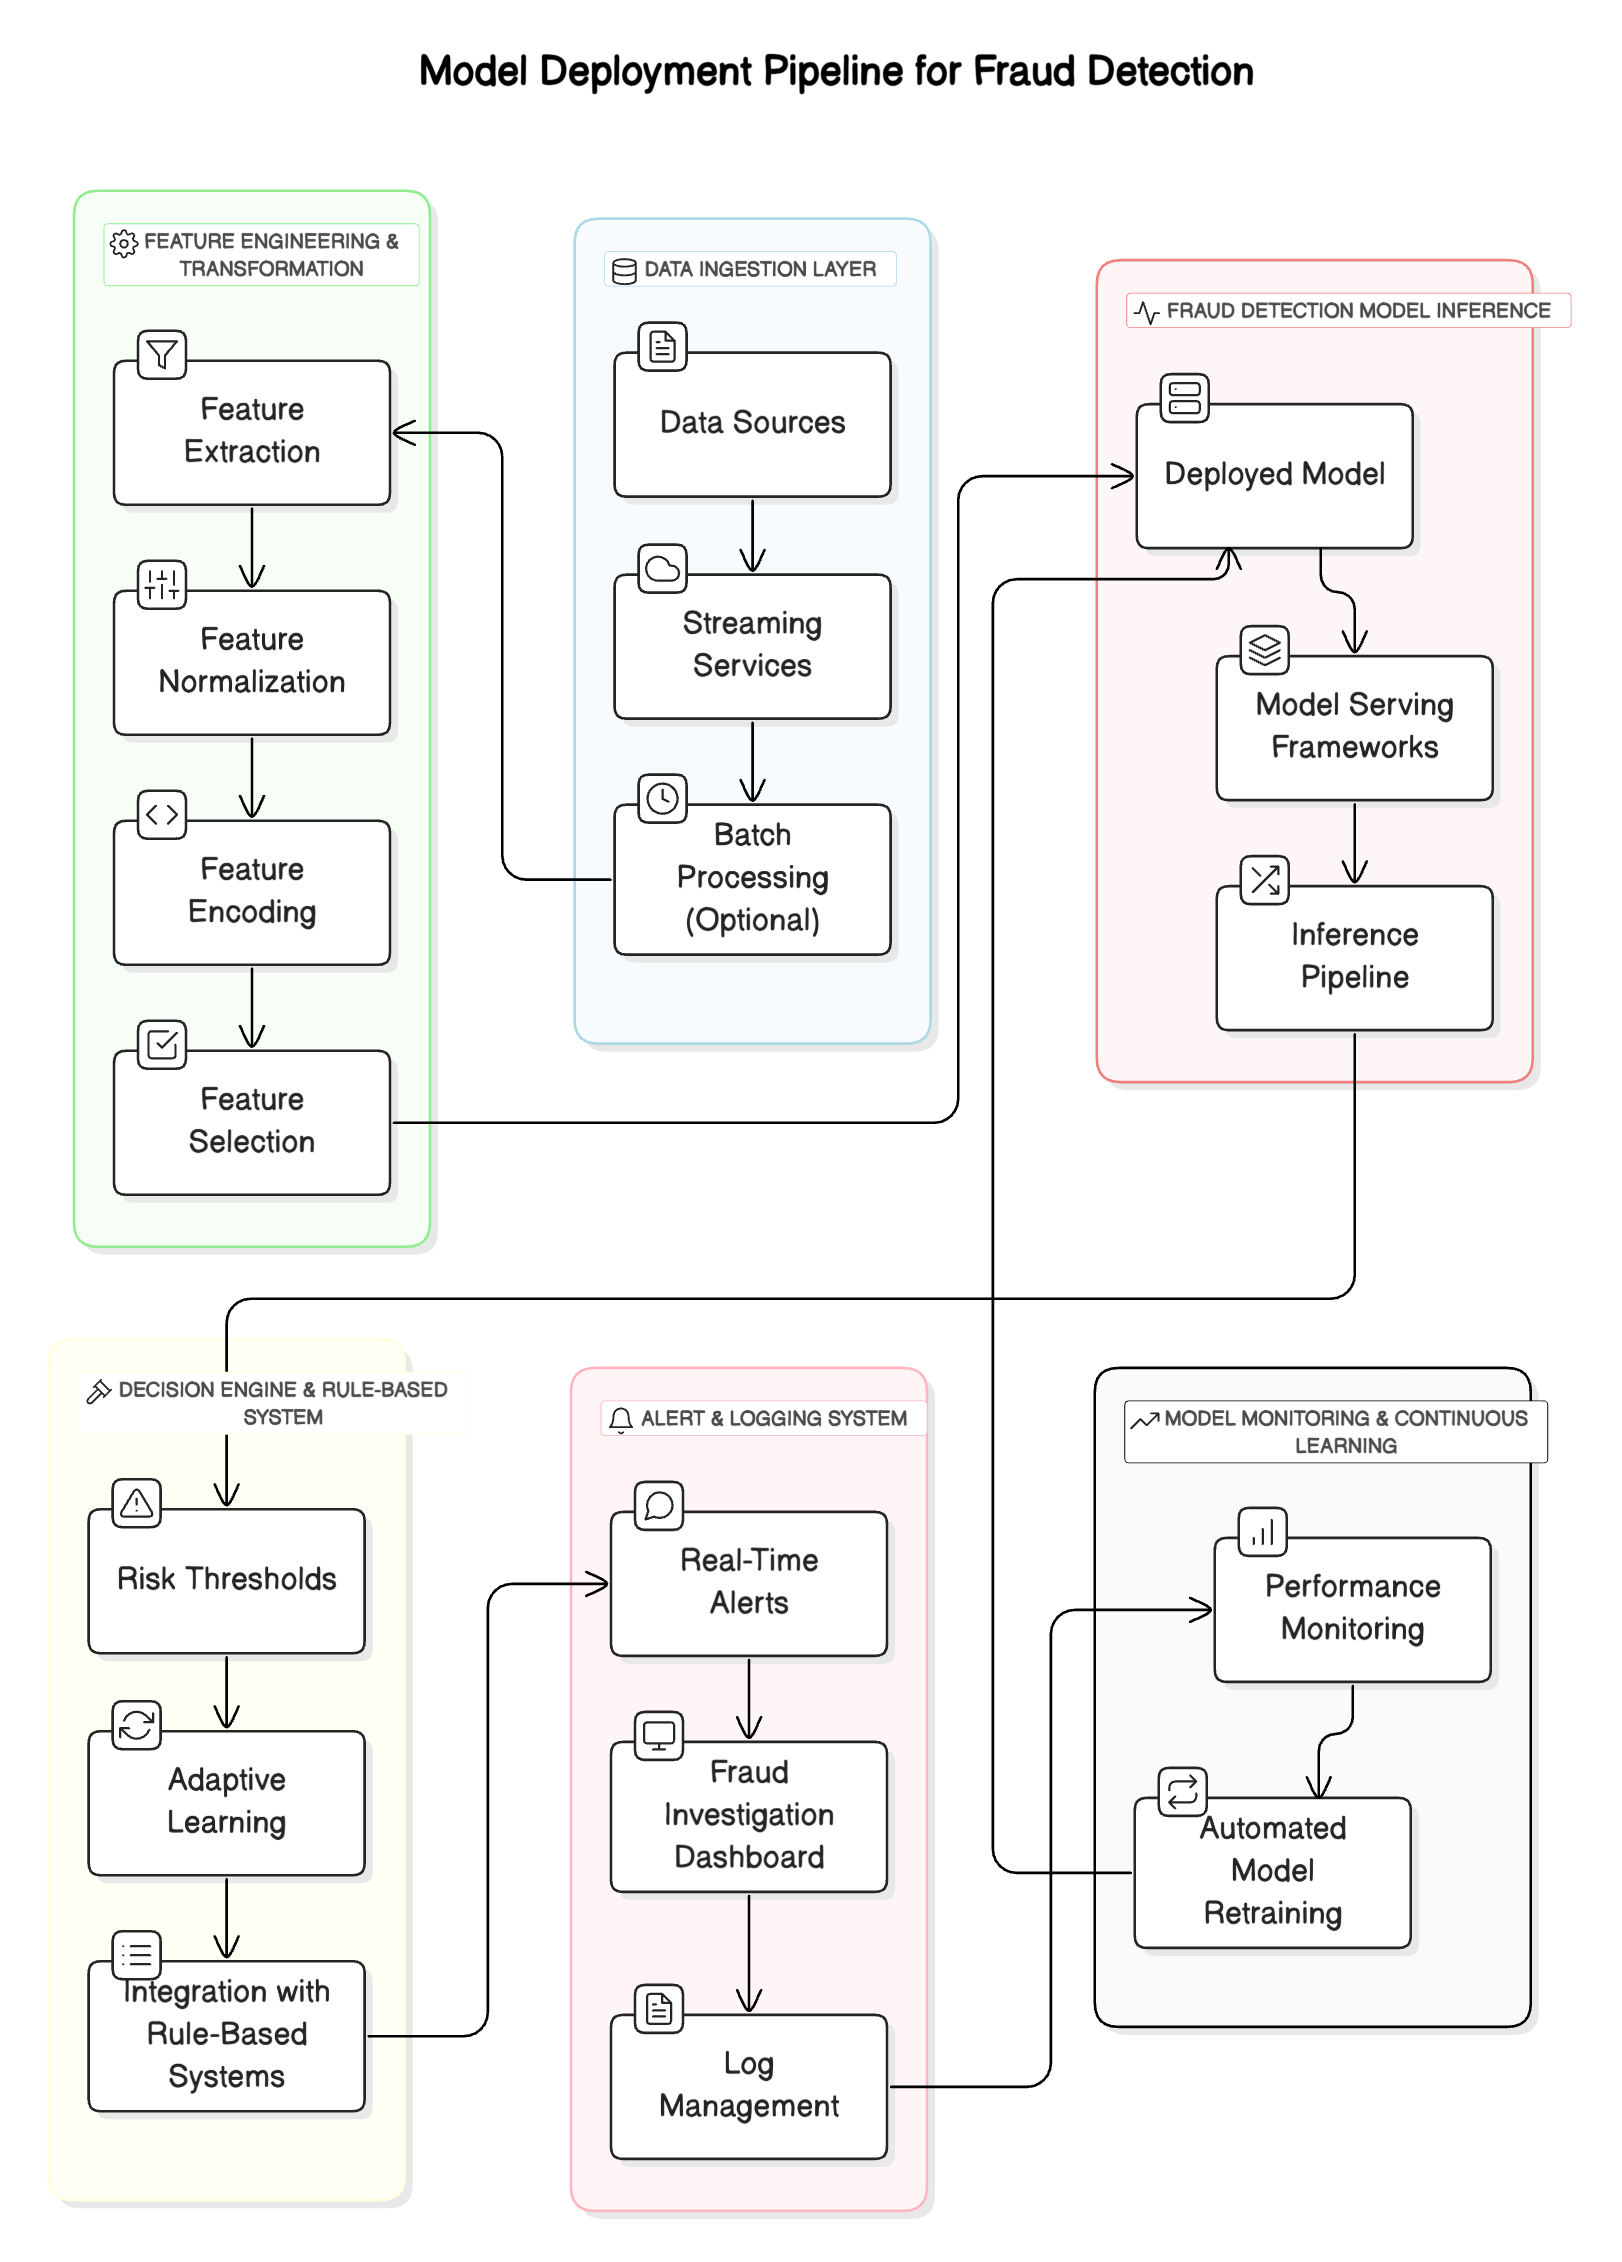 Model Deployment Pipeline for Fraud Detection
FEATURE ENGINEERING &
TRANSFORMATION
Feature
Extraction
Feature
Normalization
Feature
Encoding
Feature
Selection
DATA INGESTION LAYER
Data Sources
Streaming
Services
Batch
Processing
(Optional)
FRAUD DETECTION MODEL INFERENCE
Deployed Model
Model Serving
Frameworks
Inference
Pipeline
DECISION ENGINE & RULE-BASED
SYSTEM
Risk Thresholds
Adaptive
Learning
Integration with
Rule-Based
Systems
ALERT & LOGGING SYSTEM
Real-Time
Alerts
Fraud
Investigation
Dashboard
Log
Management
MODEL MONITORING & CONTINUOUS
LEARNING
Performance
Monitoring
Automated
Model
Retraining